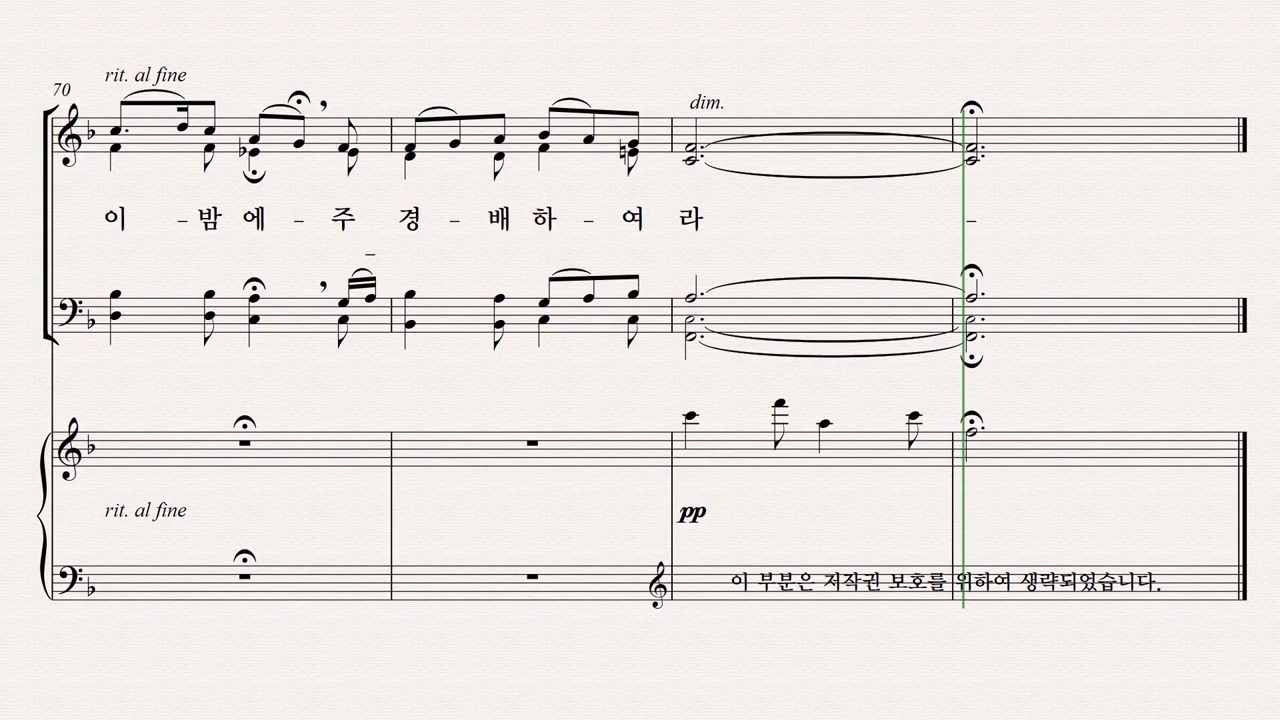 rit. al fine
70
dim.
이 – 밤 에 – 주 경 – 배 하 – 여 라 –
–
rit. al fine
pp
이 부분은 저작권 보호를 위하여 생략되었습니다.